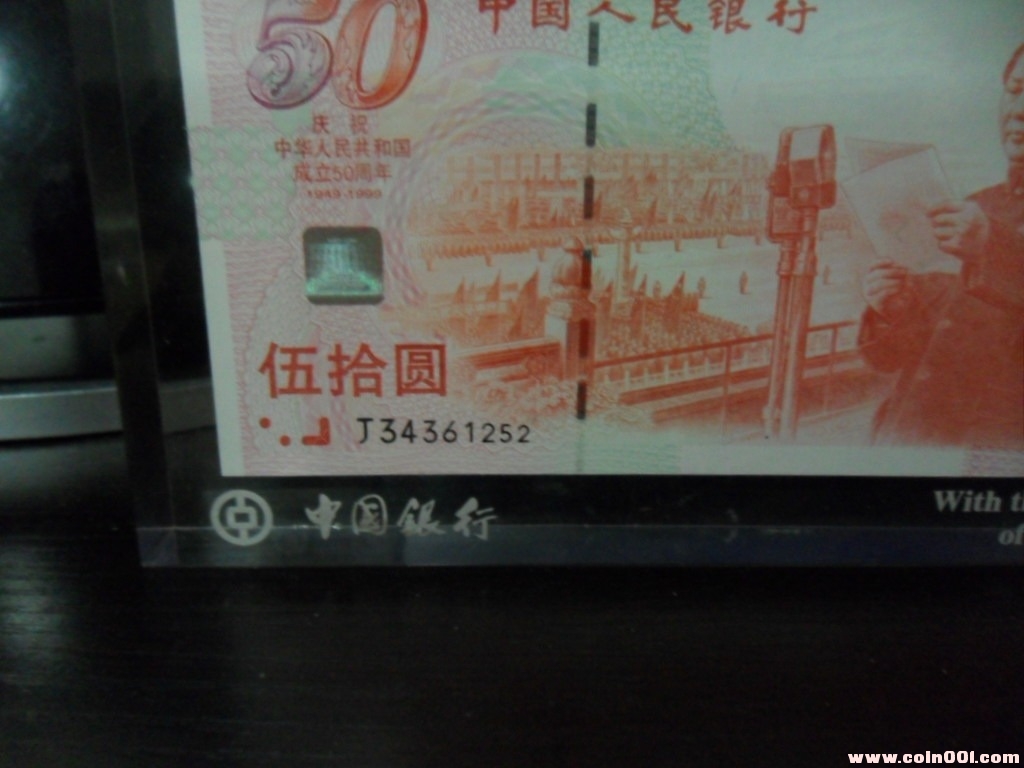 中国人民银行
50
庆祝
中华人民共和国
成立50周年
1949-1999
伍拾圆
J34361252
中国银行
With t
of
www.coin001.com